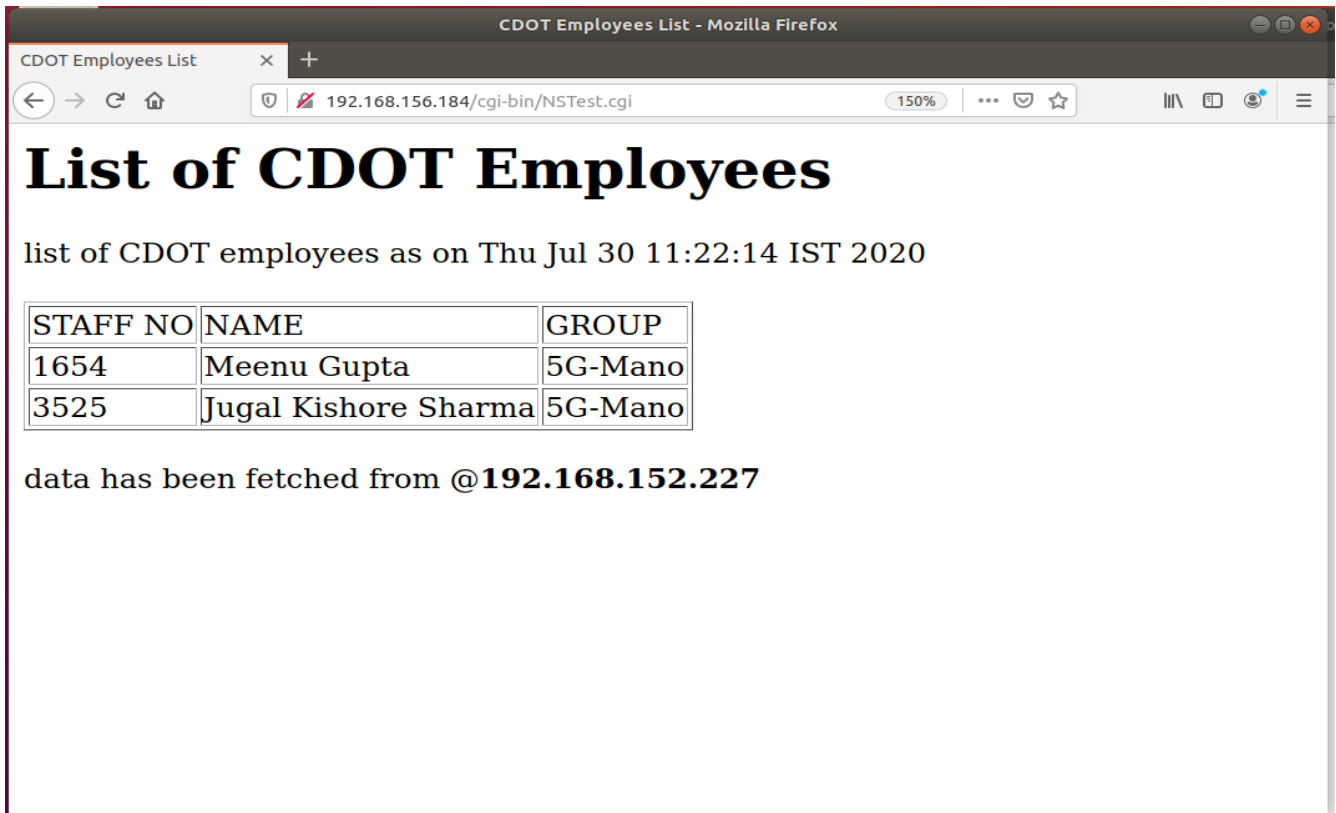 CDOT Employees List - Mozilla Firefox
CDOT Employees List
192.168.156.184/cgi-bin/NSTest.cgi 150%
List of CDOT Employees
list of CDOT employees as on Thu Jul 30 11:22:14 IST 2020
STAFF NO NAME GROUP
1654 Meenu Gupta 5G-Mano
3525 Jugal Kishore Sharma 5G-Mano
data has been fetched from @192.168.152.227